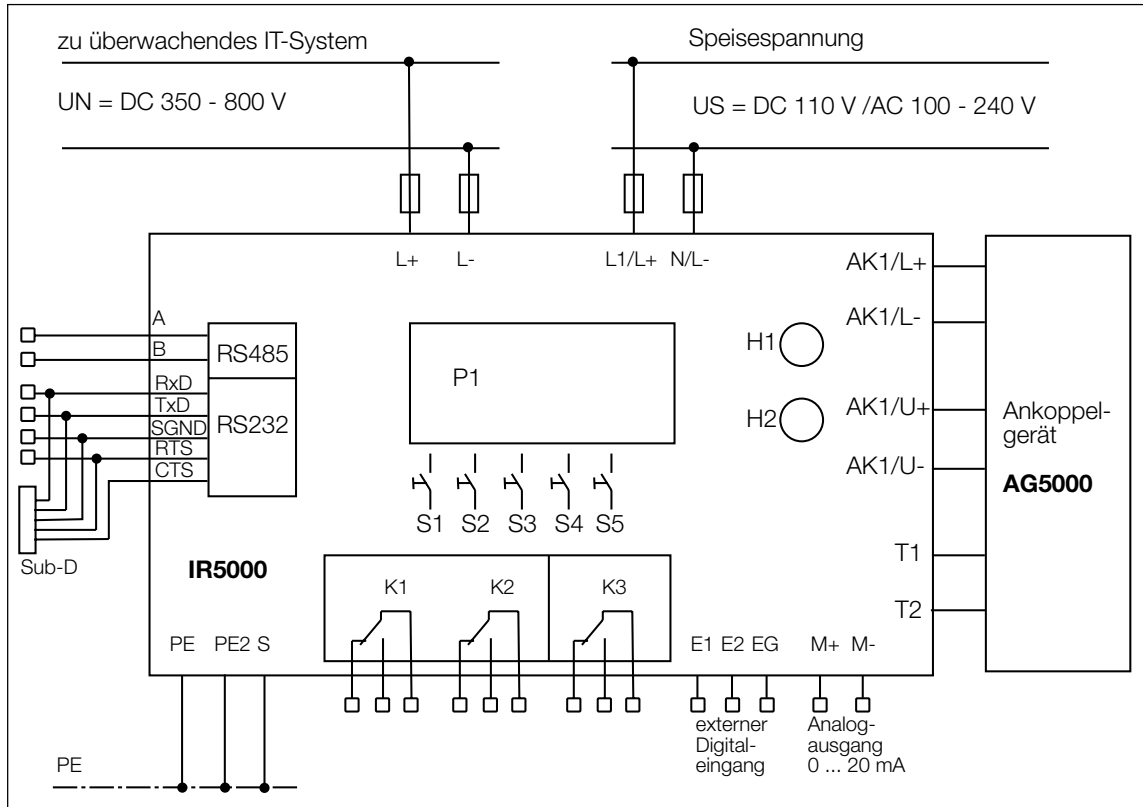 zu überwachendes IT-System
Speisespannung
UN = DC 350 - 800 V
US = DC 110 V /AC 100 - 240 V
L+
L-
L1/L+
N/L-
AK1/L+
AK1/L-
AK1/U+
AK1/U-
T1
T2
Ankoppel-
gerät
AG5000
A
B
RS485
RxD
TxD
SGND
RTS
CTS
RS232
Sub-D
P1
H1
H2
S1
S2
S3
S4
S5
IR5000
K1
K2
K3
PE
PE2
S
E1
E2
EG
M+
M-
externer
Digital-
eingang
Analog-
ausgang
0 ... 20 mA
PE